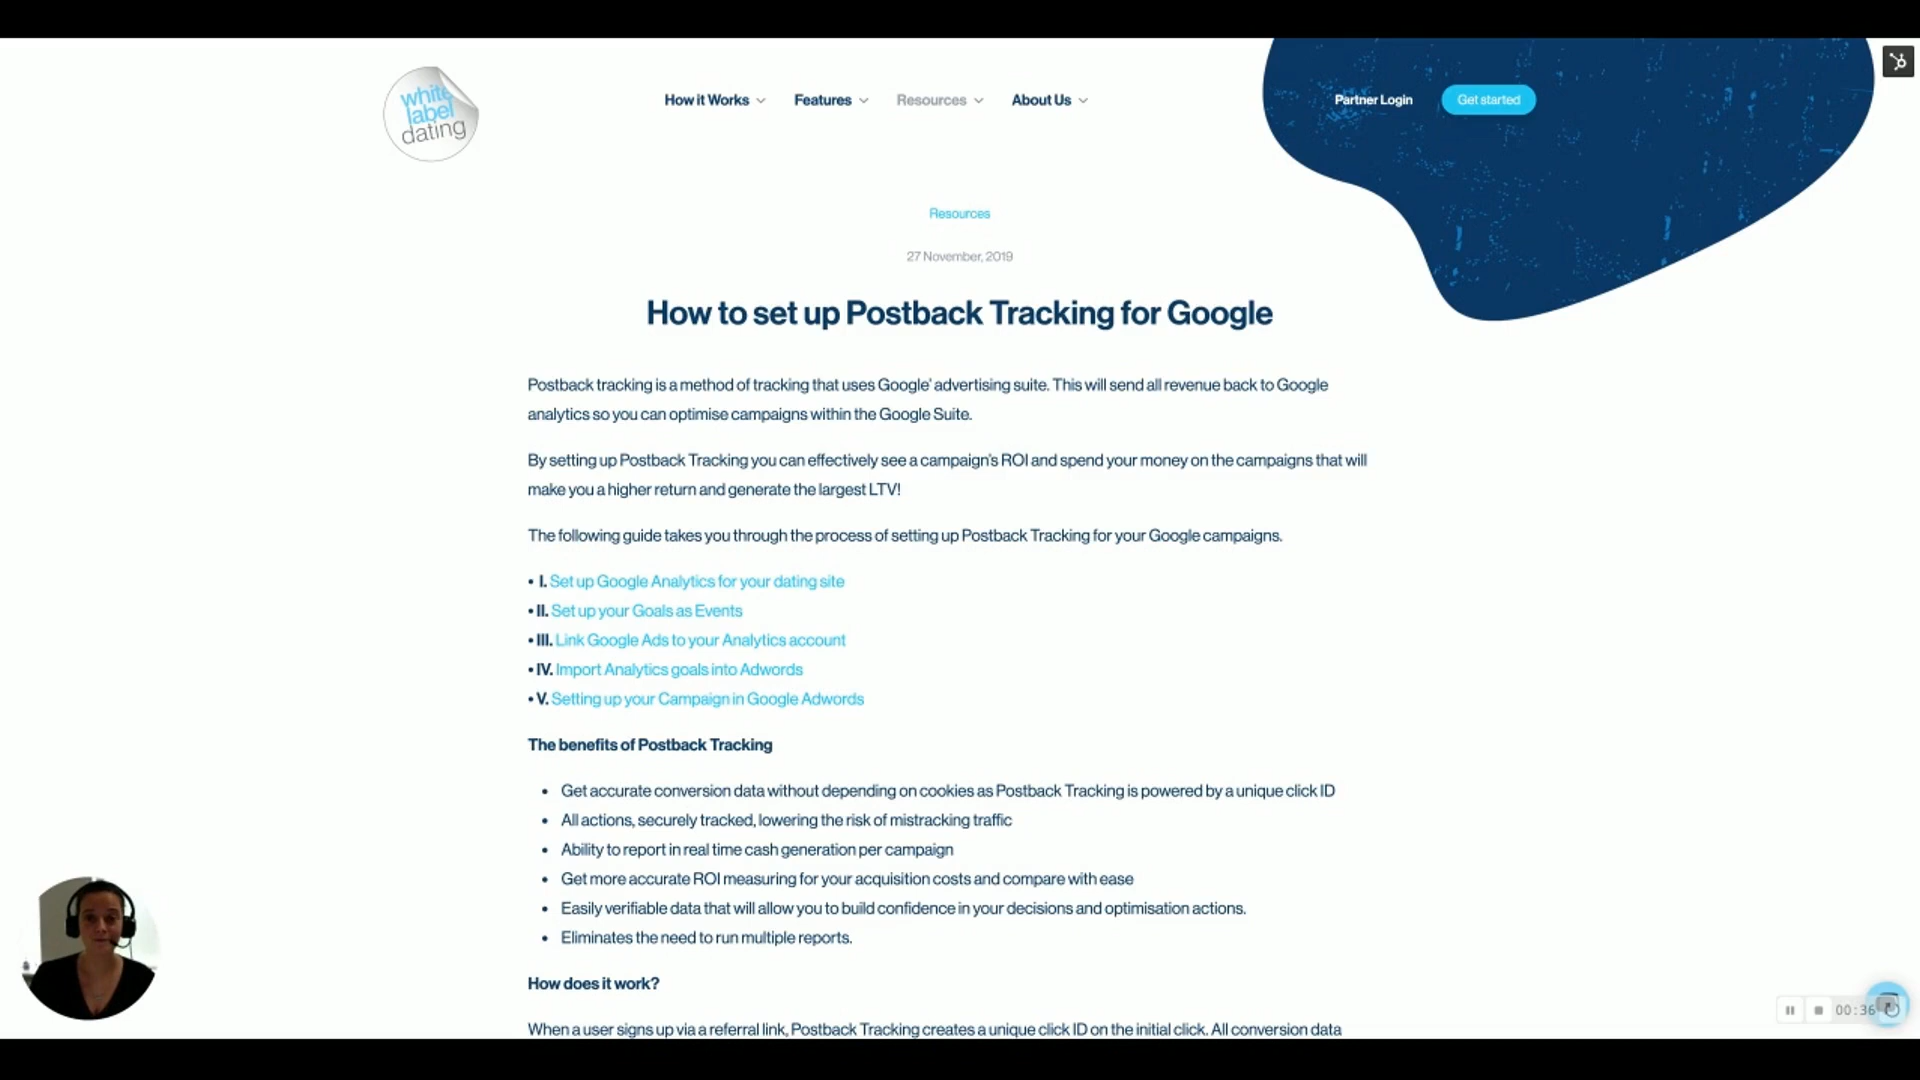 white
label
dating
How it Works
Features
Resources
About Us
Partner Login
Get started
Resources
27 November, 2019
How to set up Postback Tracking for Google
Postback tracking is a method of tracking that uses Google' advertising suite. This will send all revenue back to Google
analytics so you can optimise campaigns within the Google Suite.
By setting up Postback Tracking you can effectively see a campaign's ROI and spend your money on the campaigns that will
make you a higher return and generate the largest LTV!
The following guide takes you through the process of setting up Postback Tracking for your Google campaigns.
• I. Set up Google Analytics for your dating site
• II. Set up your Goals as Events
• III. Link Google Ads to your Analytics account
• IV. Import Analytics goals into Adwords
• V. Setting up your Campaign in Google Adwords
The benefits of Postback Tracking
• Get accurate conversion data without depending on cookies as Postback Tracking is powered by a unique click ID
• All actions, securely tracked, lowering the risk of mistracking traffic
• Ability to report in real time cash generation per campaign
• Get more accurate ROI measuring for your acquisition costs and compare with ease
• Easily verifiable data that will allow you to build confidence in your decisions and optimisation actions.
• Eliminates the need to run multiple reports.
How does it work?
When a user signs up via a referral link, Postback Tracking creates a unique click ID on the initial click. All conversion data
00:36